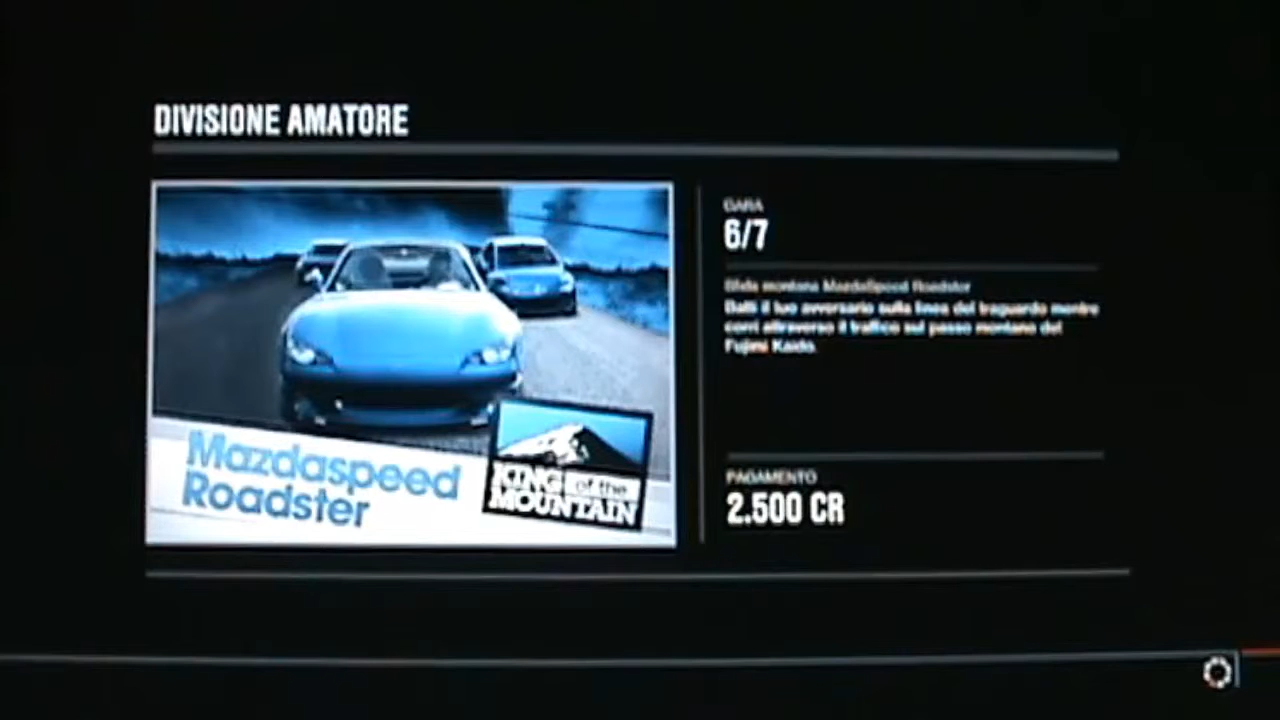 DIVISIONE AMATORE
GARA
6/7
Sfida montana MazdaSpeed Roadster
Batti il tuo avversario sulla linea del traguardo mentre
corri attraverso il traffico sul passo montano del
Fujimi Kaido.
Mazdaspeed
Roadster
KING of the
MOUNTAIN
PAGAMENTO
2.500 CR